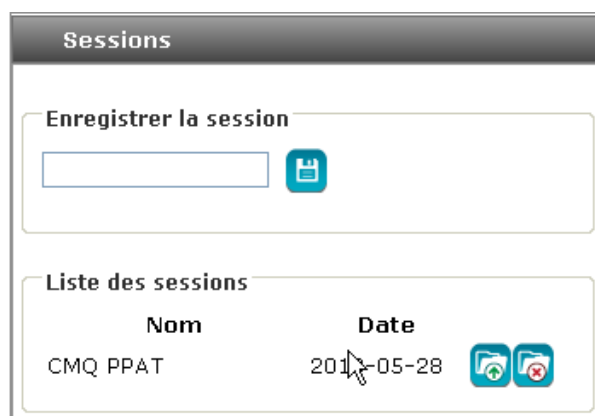 Sessions
Enregistrer la session
Liste des sessions
Nom Date
CMQ PPAT